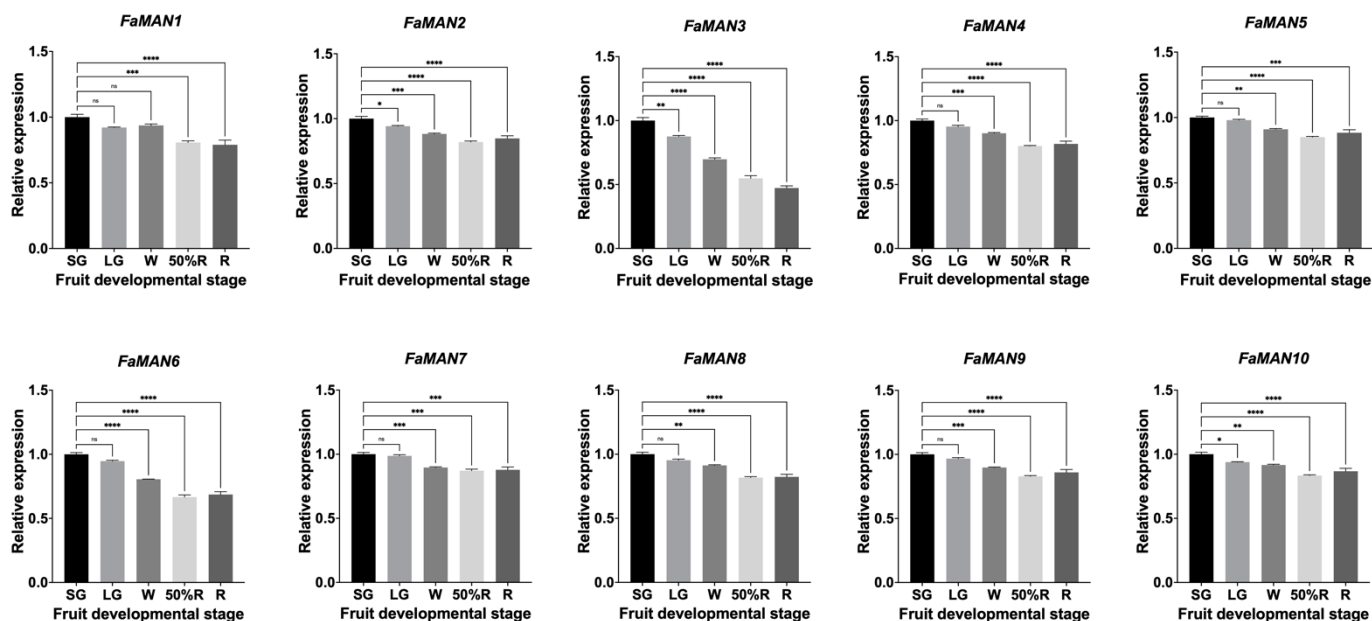 FaMAN1
1.5
1.0
0.5
0.0
Relative expression
****
***
ns
ns
SG LG W 50%R R
Fruit developmental stage
FaMAN2
1.5
1.0
0.5
0.0
Relative expression
****
****
***
*
SG LG W 50%R R
Fruit developmental stage
FaMAN3
1.5
1.0
0.5
0.0
Relative expression
****
****
****
**
SG LG W 50%R R
Fruit developmental stage
FaMAN4
1.5
1.0
0.5
0.0
Relative expression
****
****
***
ns
SG LG W 50%R R
Fruit developmental stage
FaMAN5
1.5
1.0
0.5
0.0
Relative expression
***
****
**
ns
SG LG W 50%R R
Fruit developmental stage
FaMAN6
1.5
1.0
0.5
0.0
Relative expression
****
****
****
ns
SG LG W 50%R R
Fruit developmental stage
FaMAN7
1.5
1.0
0.5
0.0
Relative expression
***
***
***
ns
SG LG W 50%R R
Fruit developmental stage
FaMAN8
1.5
1.0
0.5
0.0
Relative expression
****
****
**
ns
SG LG W 50%R R
Fruit developmental stage
FaMAN9
1.5
1.0
0.5
0.0
Relative expression
****
****
***
ns
SG LG W 50%R R
Fruit developmental stage
FaMAN10
1.5
1.0
0.5
0.0
Relative expression
****
****
**
*
SG LG W 50%R R
Fruit developmental stage